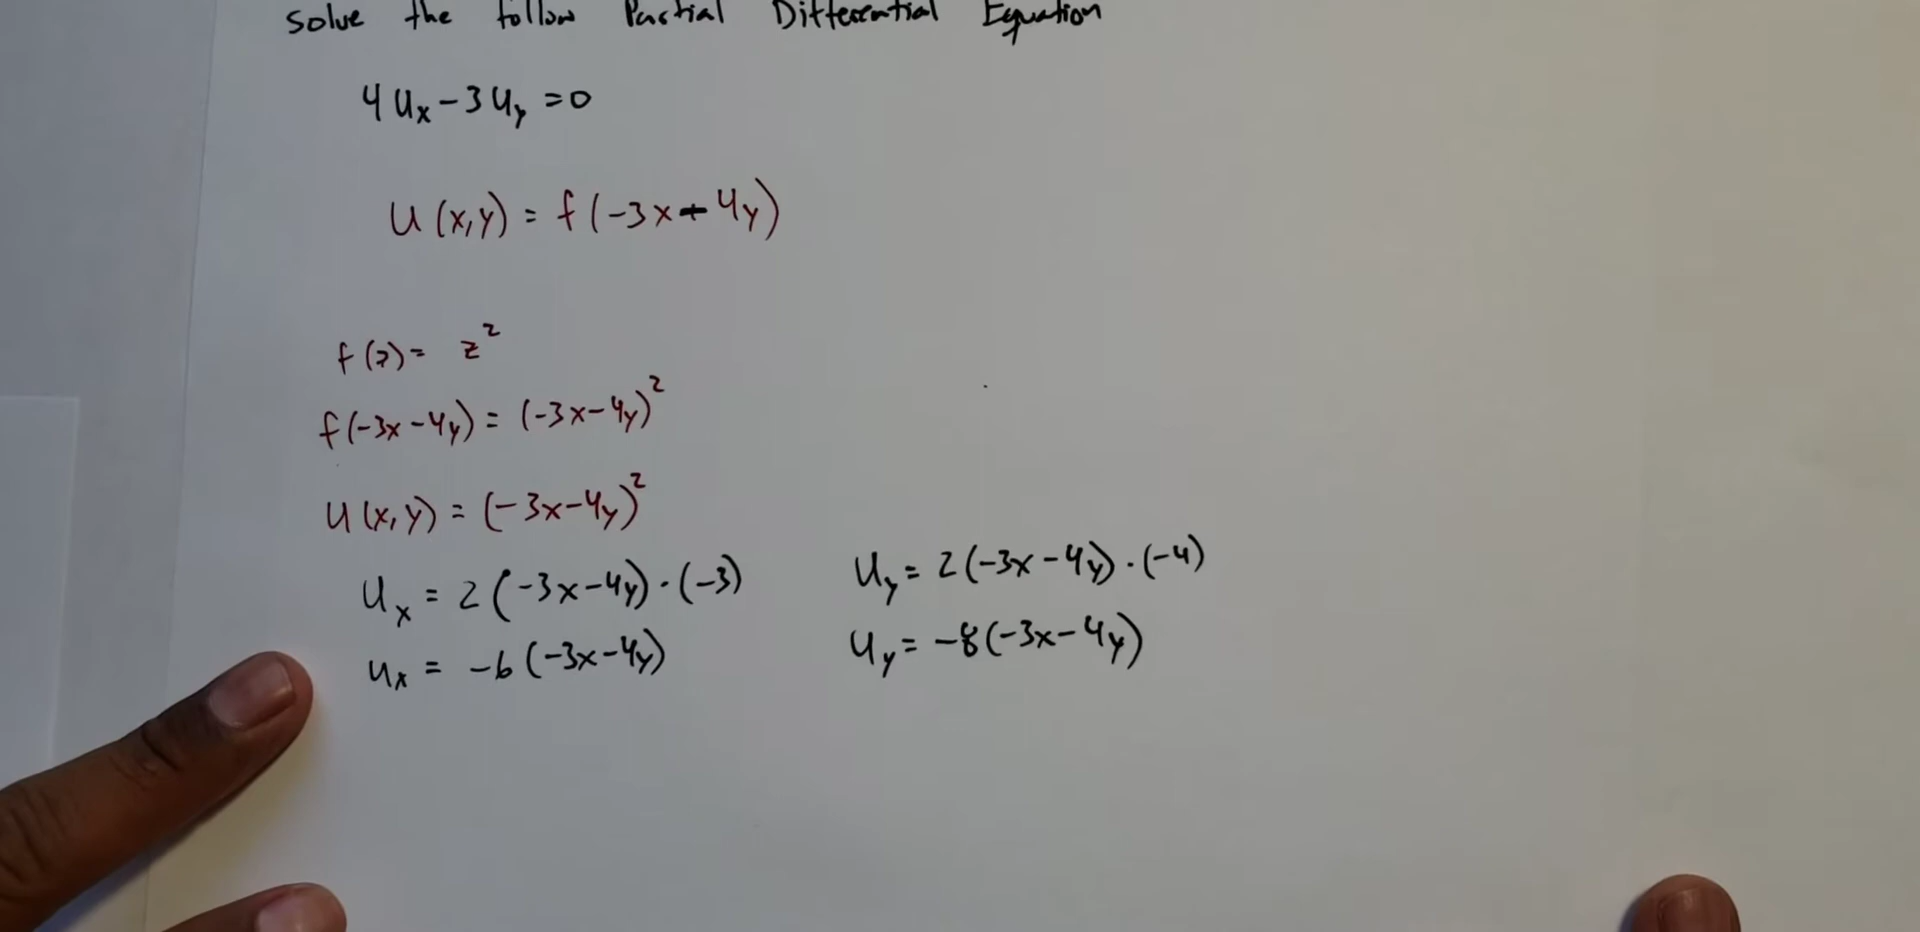 Solve the follow Partial Differential Equation
4 u_x - 3 u_y = 0
u(x,y) = f(-3x - 4y)
f(z) = z^2
f(-3x - 4y) = (-3x - 4y)^2
u(x,y) = (-3x - 4y)^2
u_x = 2(-3x - 4y) · (-3) u_y = 2(-3x - 4y) · (-4)
u_x = -6(-3x - 4y) u_y = -8(-3x - 4y)